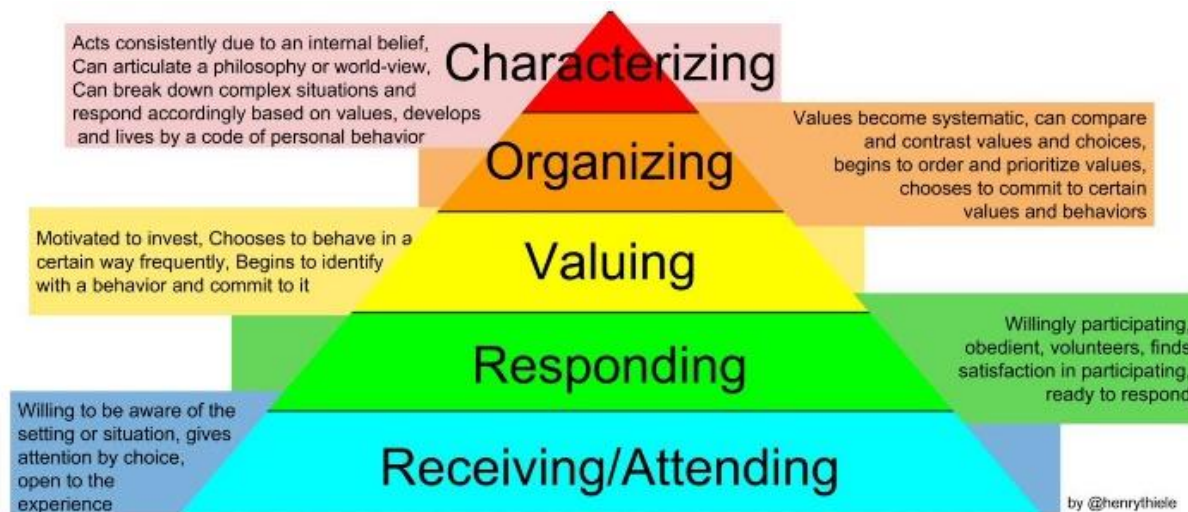 Acts consistently due to an internal belief,
Can articulate a philosophy or world-view,
Can break down complex situations and
respond accordingly based on values, develops
and lives by a code of personal behavior
Characterizing
Values become systematic, can compare
and contrast values and choices,
begins to order and prioritize values,
chooses to commit to certain
values and behaviors
Organizing
Motivated to invest, Chooses to behave in a
certain way frequently, Begins to identify
with a behavior and commit to it
Valuing
Willingly participating,
obedient, volunteers, finds
satisfaction in participating,
ready to respond
Responding
Willing to be aware of the
setting or situation, gives
attention by choice,
open to the
experience
Receiving/Attending
by @henrythiele